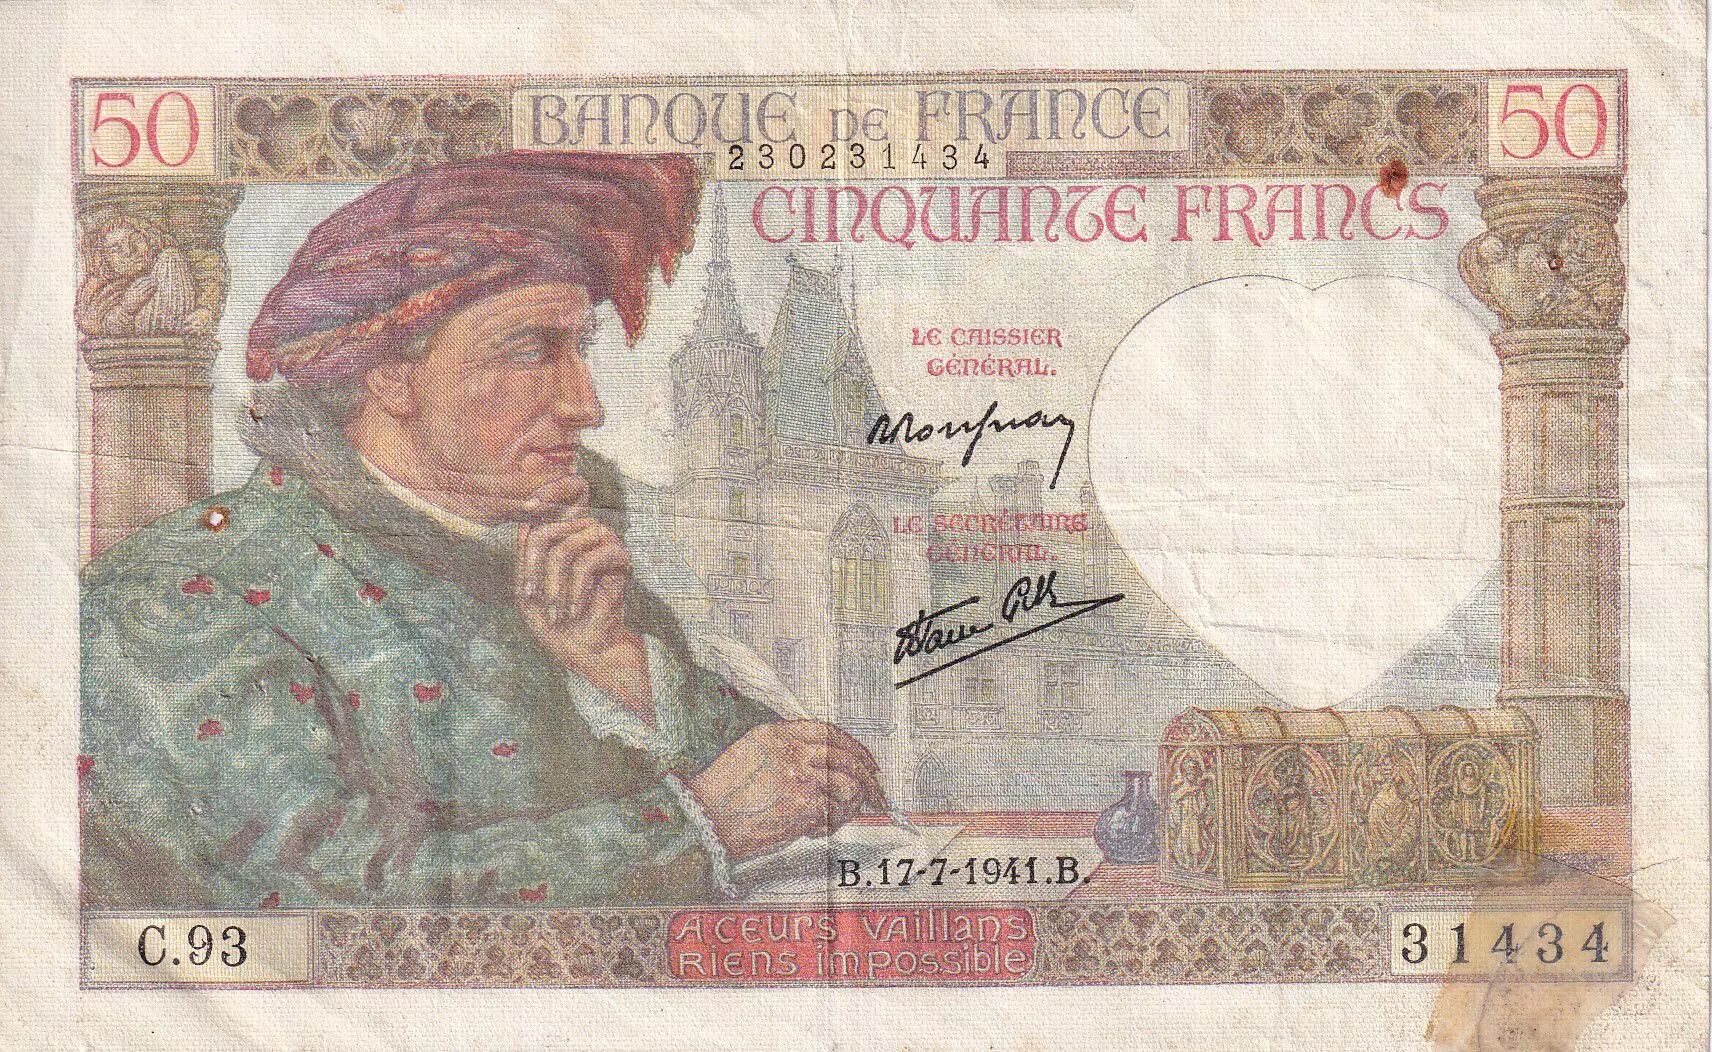 50 BANQUE DE FRANCE 50
230231434
CINQUANTE FRANCS
LE CAISSIER
GÉNÉRAL.
LE SECRÉTAIRE
GÉNÉRAL.
B.17-7-1941.B.
C.93
A CEURS VAILLANS
RIENS IMPOSSIBLE
31434